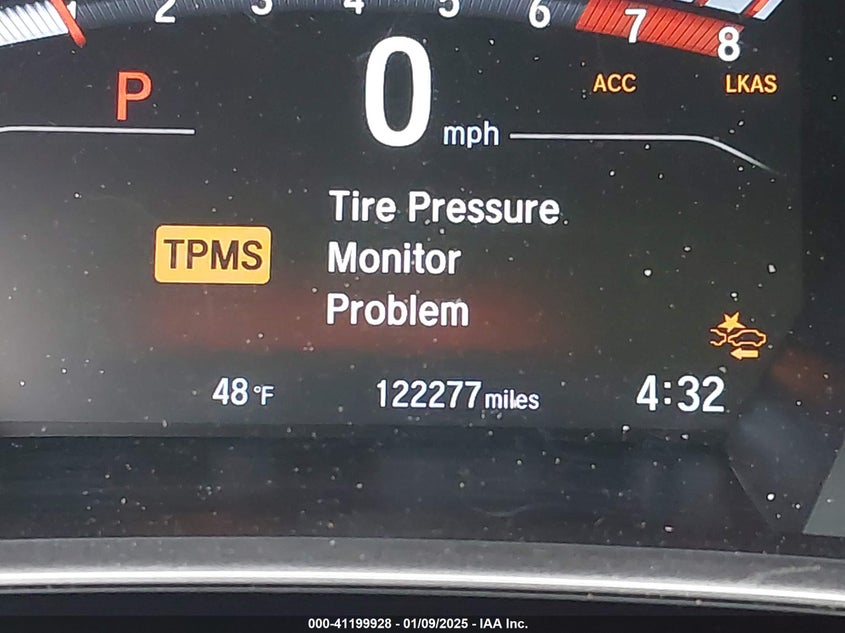 1 2 3 4 5 6 7 8
P 0 mph ACC LKAS
Tire Pressure
TPMS Monitor
Problem
48°F 122277 miles 4:32
000-41199928 - 01/09/2025 - IAA Inc.